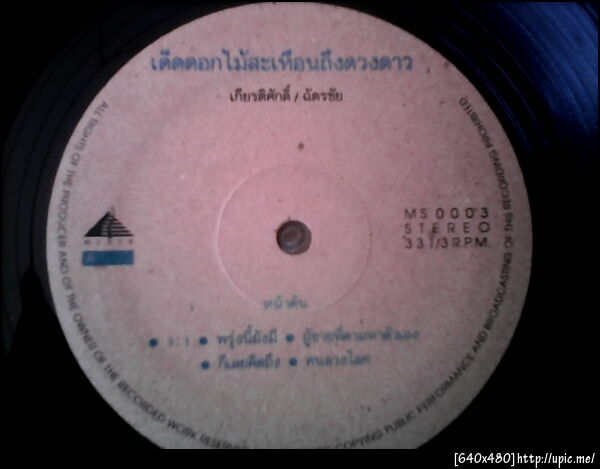 เด็ดดอกไม้สะเทือนถึงดวงดาว
เกียรติศักดิ์ / ฉัตรชัย
MS 0003
STEREO
33 1/3 R.P.M.
A
หน้าต้น
● ● พรุ่งนี้ยังมี ● ผู้ชายที่ตามหาตัวเอง
● ก็เลยคิดถึง ● คนลวงโลก
ALL RIGHTS OF THE PRODUCER AND OF THE OWNER OF THE RECORDED WORK RESERVED COPYING PUBLIC PERFORMANCE AND BROADCASTING OF THIS RECORDING PROHIBITED
[640x480] http://upic.me/